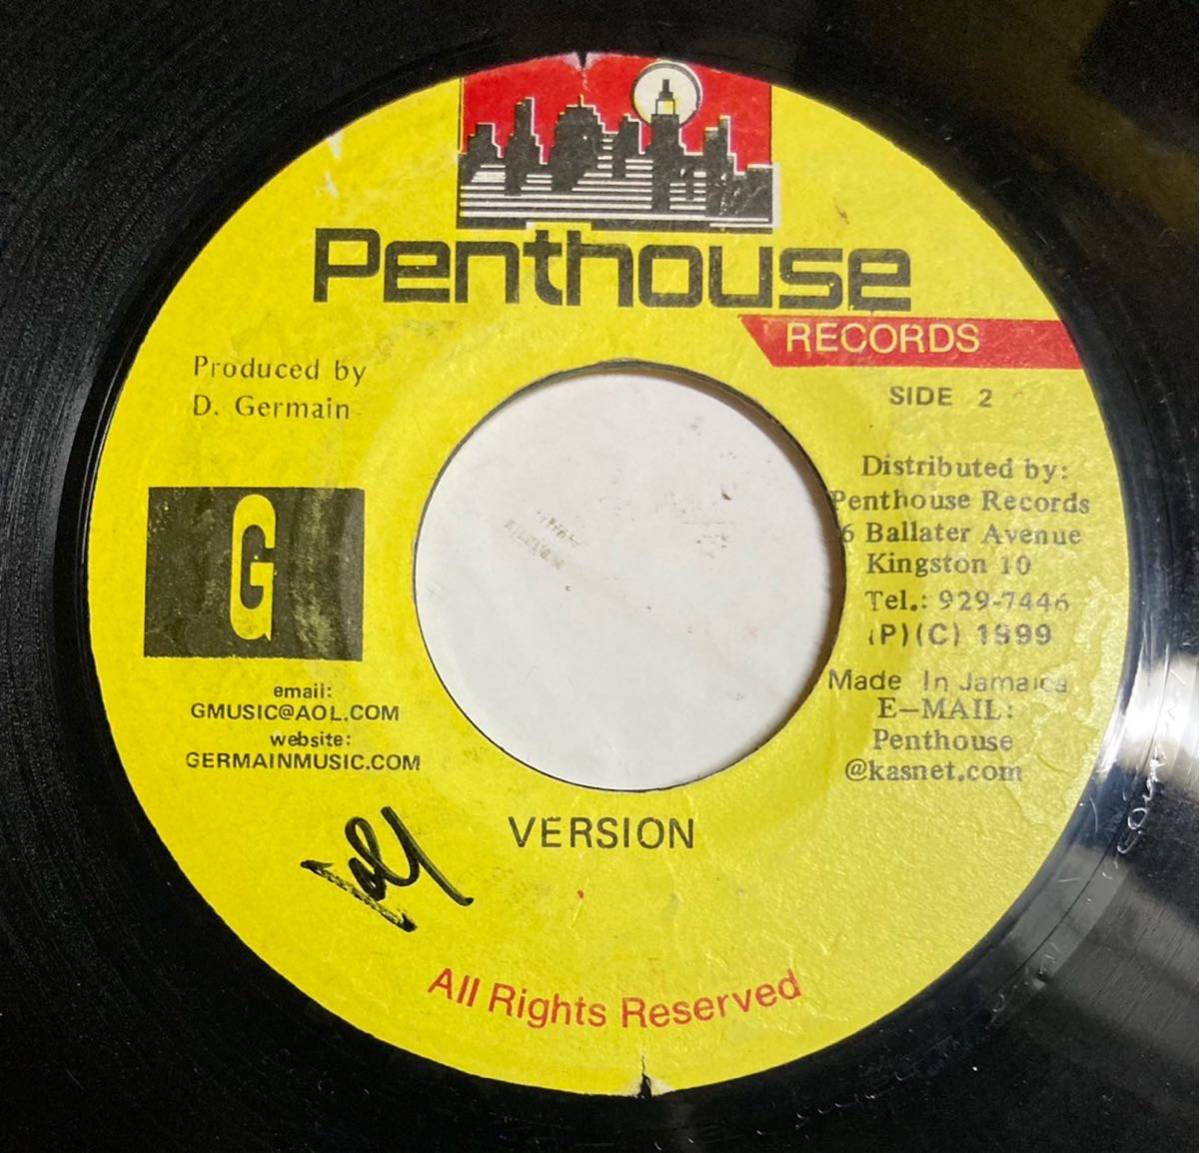 Penthouse
RECORDS
Produced by
D. Germain
SIDE 2
G
Distributed by:
Penthouse Records
6 Ballater Avenue
Kingston 10
Tel.: 929-7446
(P)(C) 1999
Made In Jamaica
E-MAIL:
Penthouse
@kasnet.com
email:
GMUSIC@AOL.COM
website:
GERMAINMUSIC.COM
VERSION
All Rights Reserved